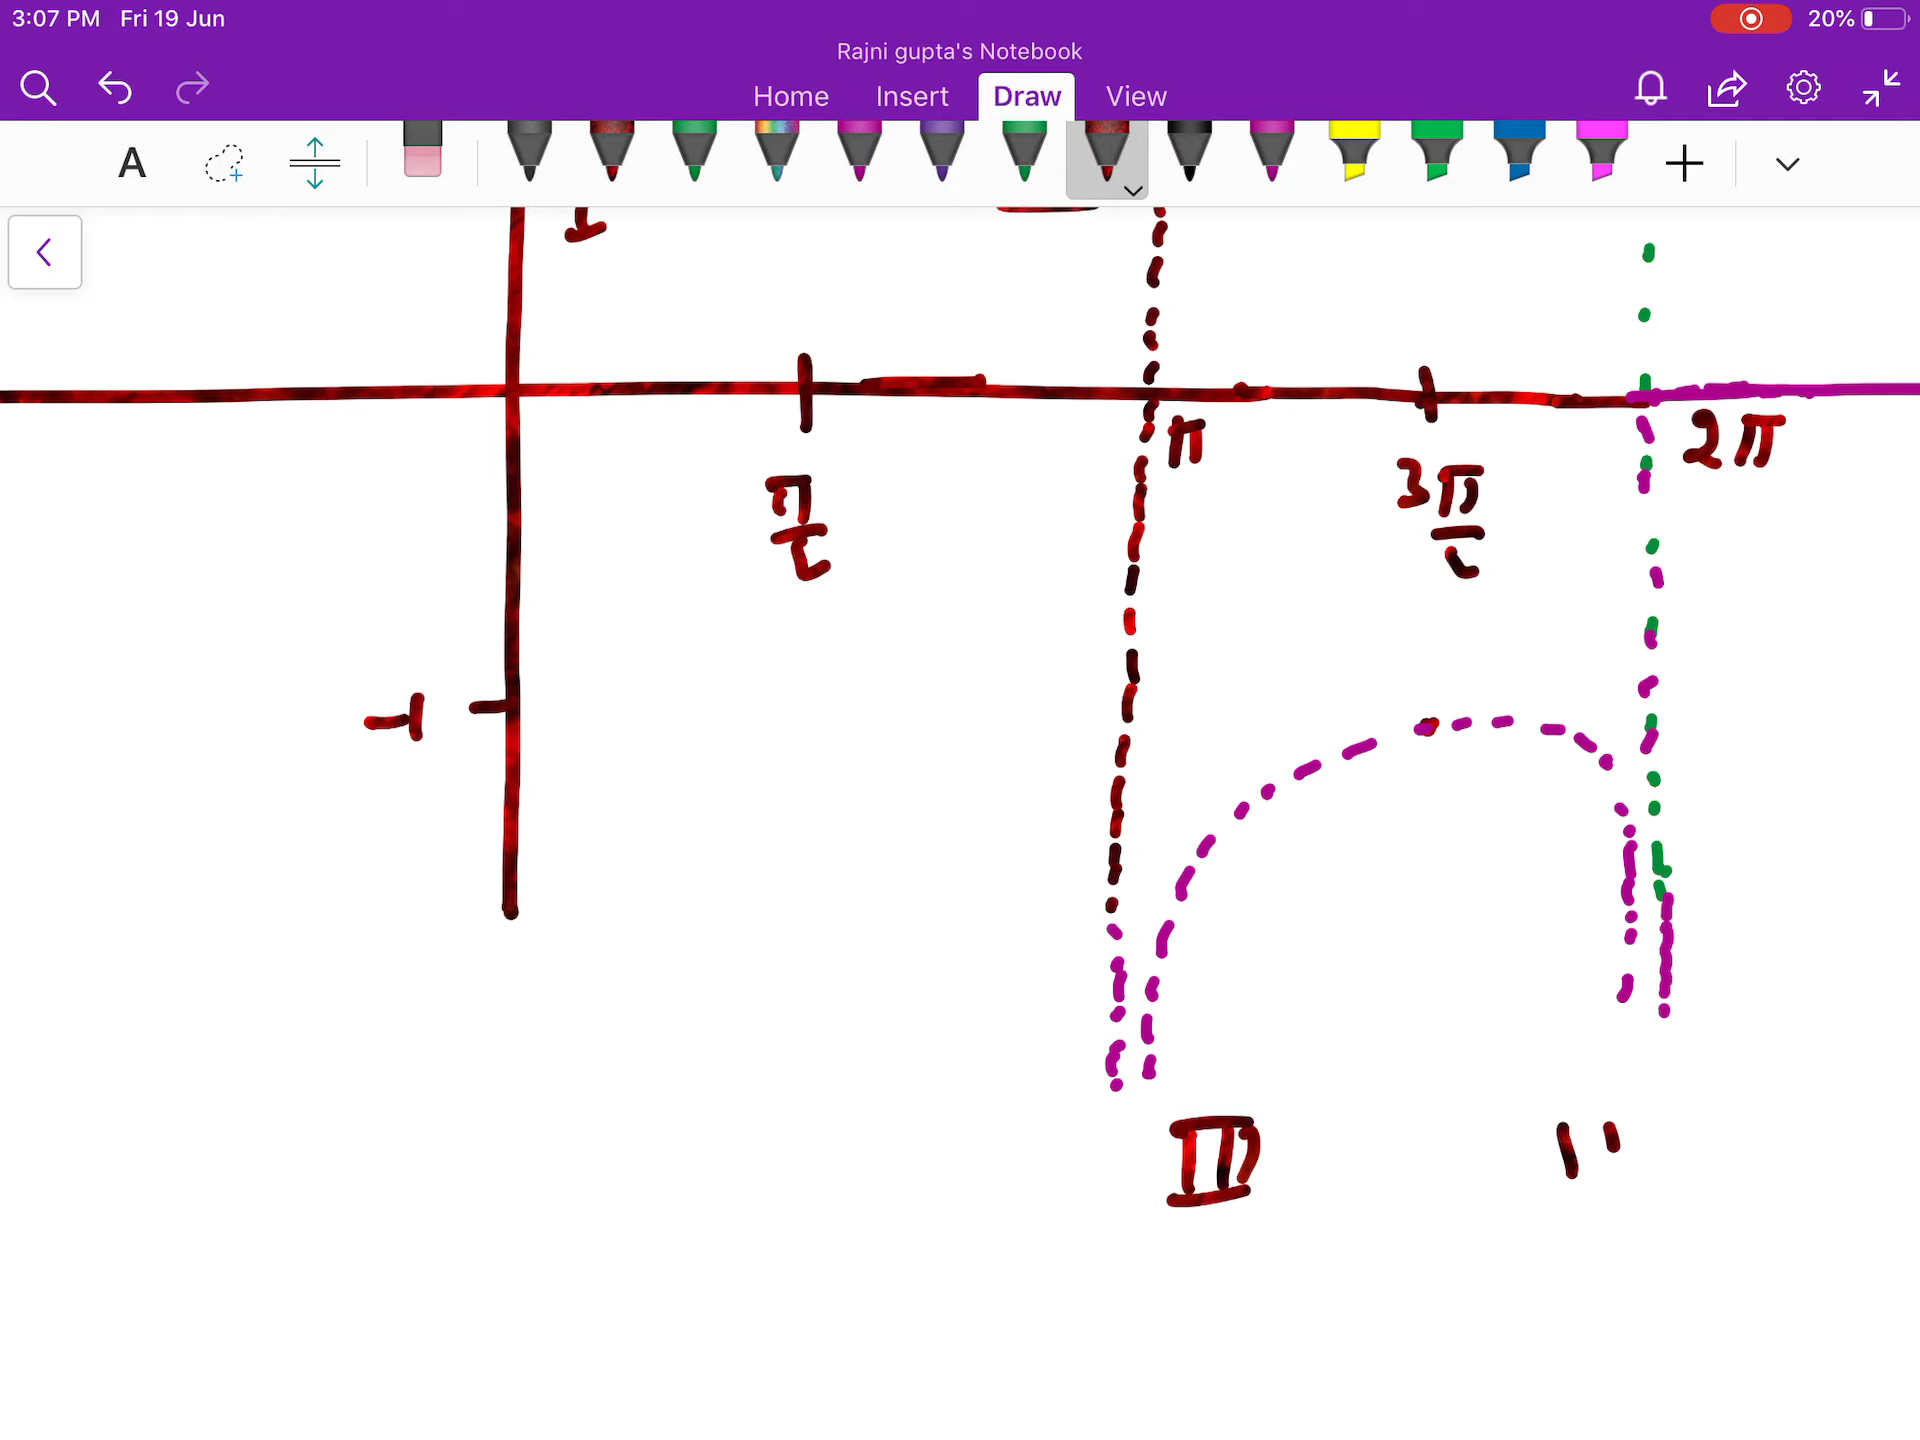 3:07 PM Fri 19 Jun 20%
Rajni gupta's Notebook
Home Insert Draw View
A
I
π 2π
π/2 3π/2
-1
III